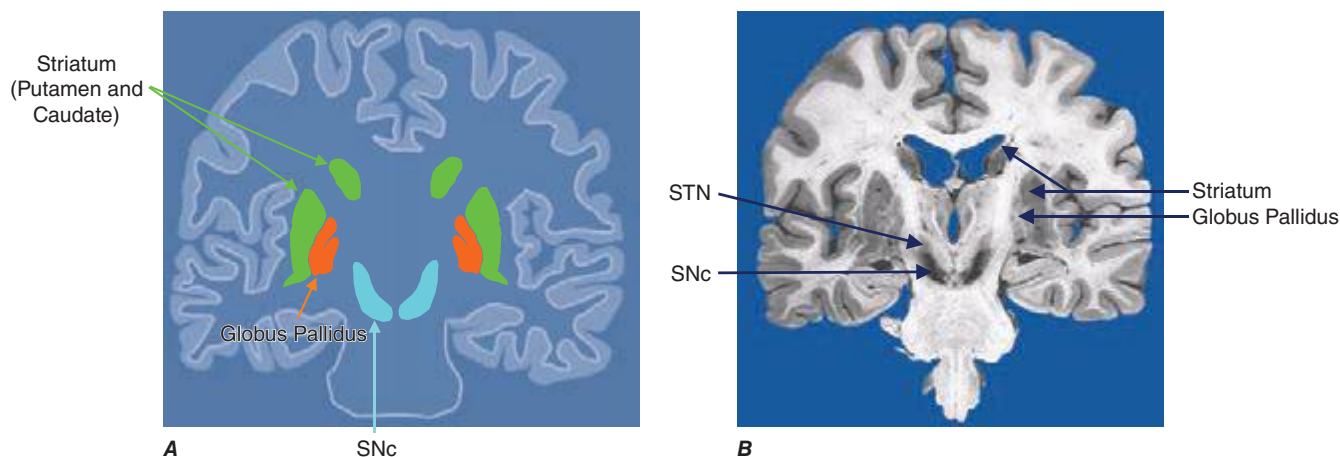 Striatum
(Putamen and
Caudate)
Globus Pallidus
A
SNc
STN
SNc
Striatum
Globus Pallidus
B